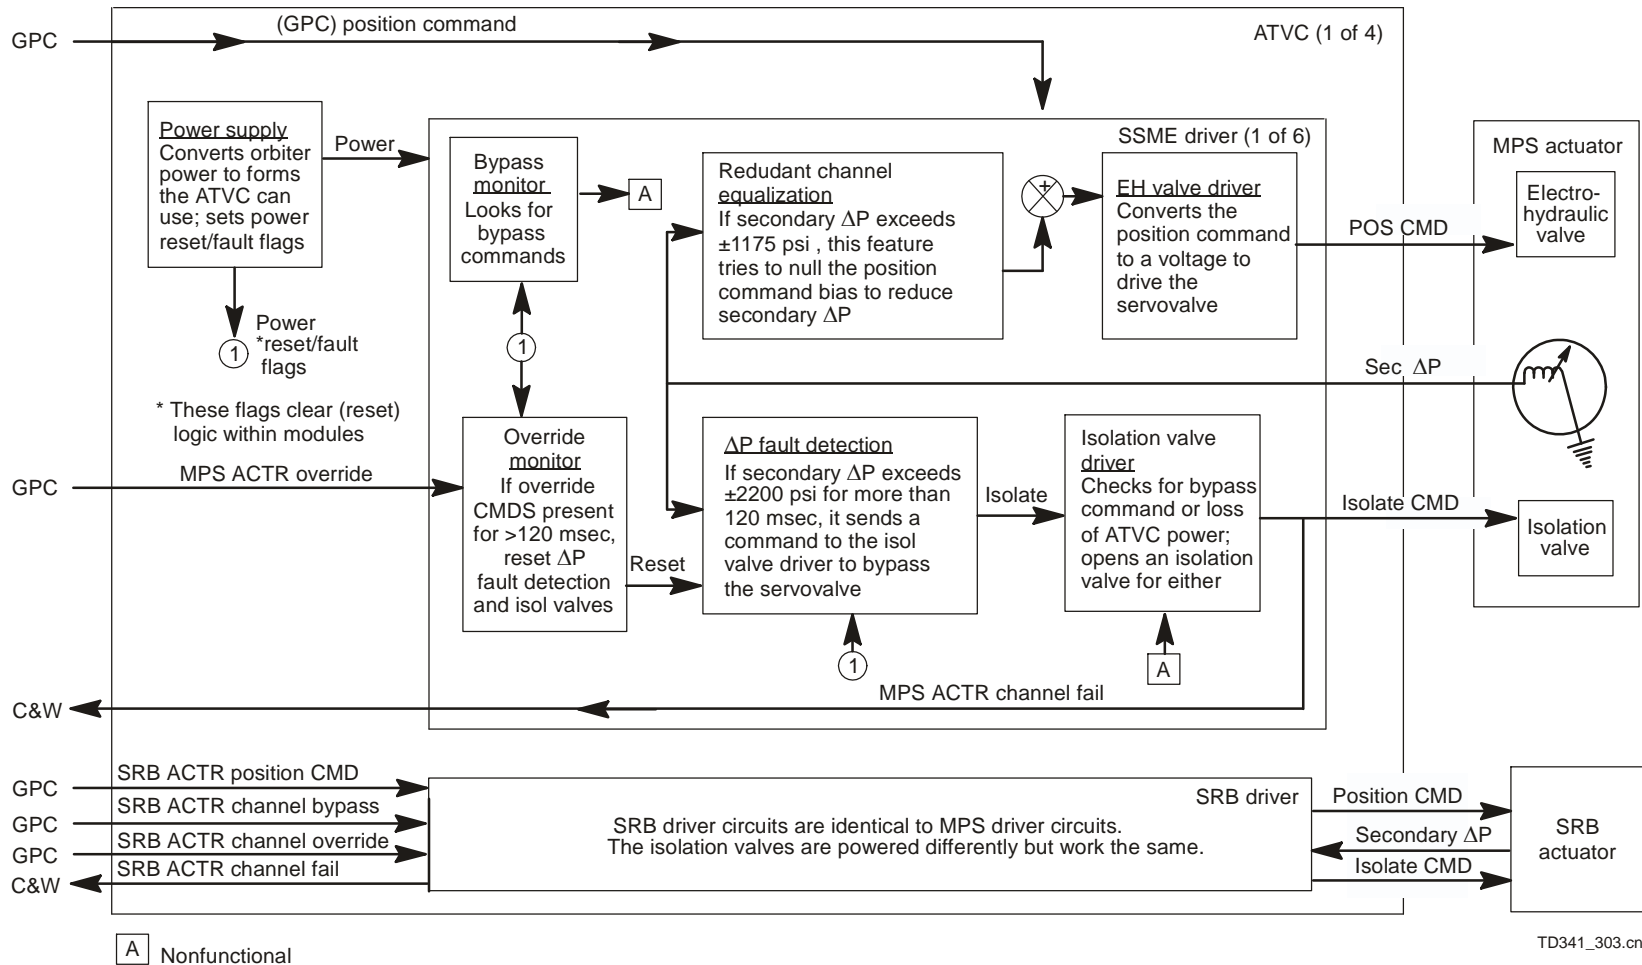 (GPC) position command
GPC
ATVC (1 of 4)
Power supply
Converts orbiter
power to forms
the ATVC can
use; sets power
reset/fault flags
Power
Power
*reset/fault
flags
1
* These flags clear (reset)
logic within modules
SSME driver (1 of 6)
Bypass
monitor
Looks for
bypass
commands
A
1
Redudant channel
equalization
If secondary ΔP exceeds
±1175 psi , this feature
tries to null the position
command bias to reduce
secondary ΔP
+
EH valve driver
Converts the
position command
to a voltage to
drive the
servovalve
POS CMD
MPS actuator
Electro-
hydraulic
valve
Sec ΔP
GPC
MPS ACTR override
Override
monitor
If override
CMDS present
for >120 msec,
reset ΔP
fault detection
and isol valves
Reset
ΔP fault detection
If secondary ΔP exceeds
±2200 psi for more than
120 msec, it sends a
command to the isol
valve driver to bypass
the servovalve
1
Isolate
Isolation valve
driver
Checks for bypass
command or loss
of ATVC power;
opens an isolation
valve for either
A
Isolate CMD
Isolation
valve
MPS ACTR channel fail
C&W
GPC
SRB ACTR position CMD
GPC
SRB ACTR channel bypass
GPC
SRB ACTR channel override
C&W
SRB ACTR channel fail
SRB driver
SRB driver circuits are identical to MPS driver circuits.
The isolation valves are powered differently but work the same.
Position CMD
Secondary ΔP
Isolate CMD
SRB
actuator
A Nonfunctional
TD341_303.cn